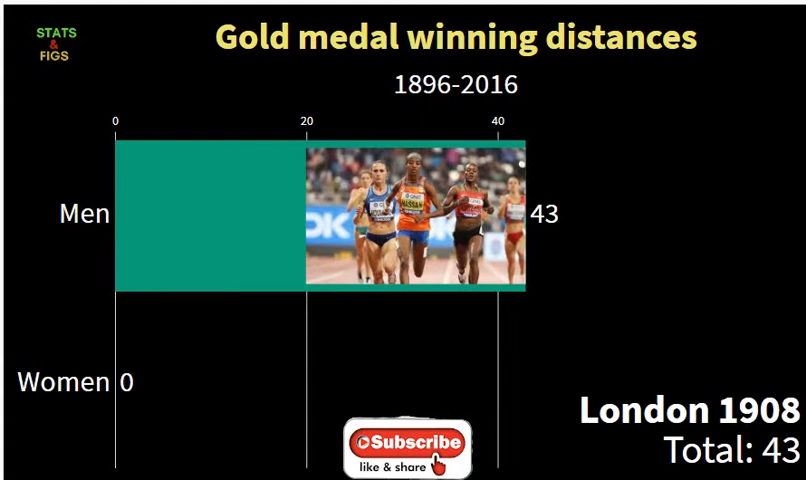 STATS
&
FIGS
Gold medal winning distances
1896-2016
0 20 40
Men 43
HASSAN
Women 0
London 1908
Total: 43
Subscribe
like & share